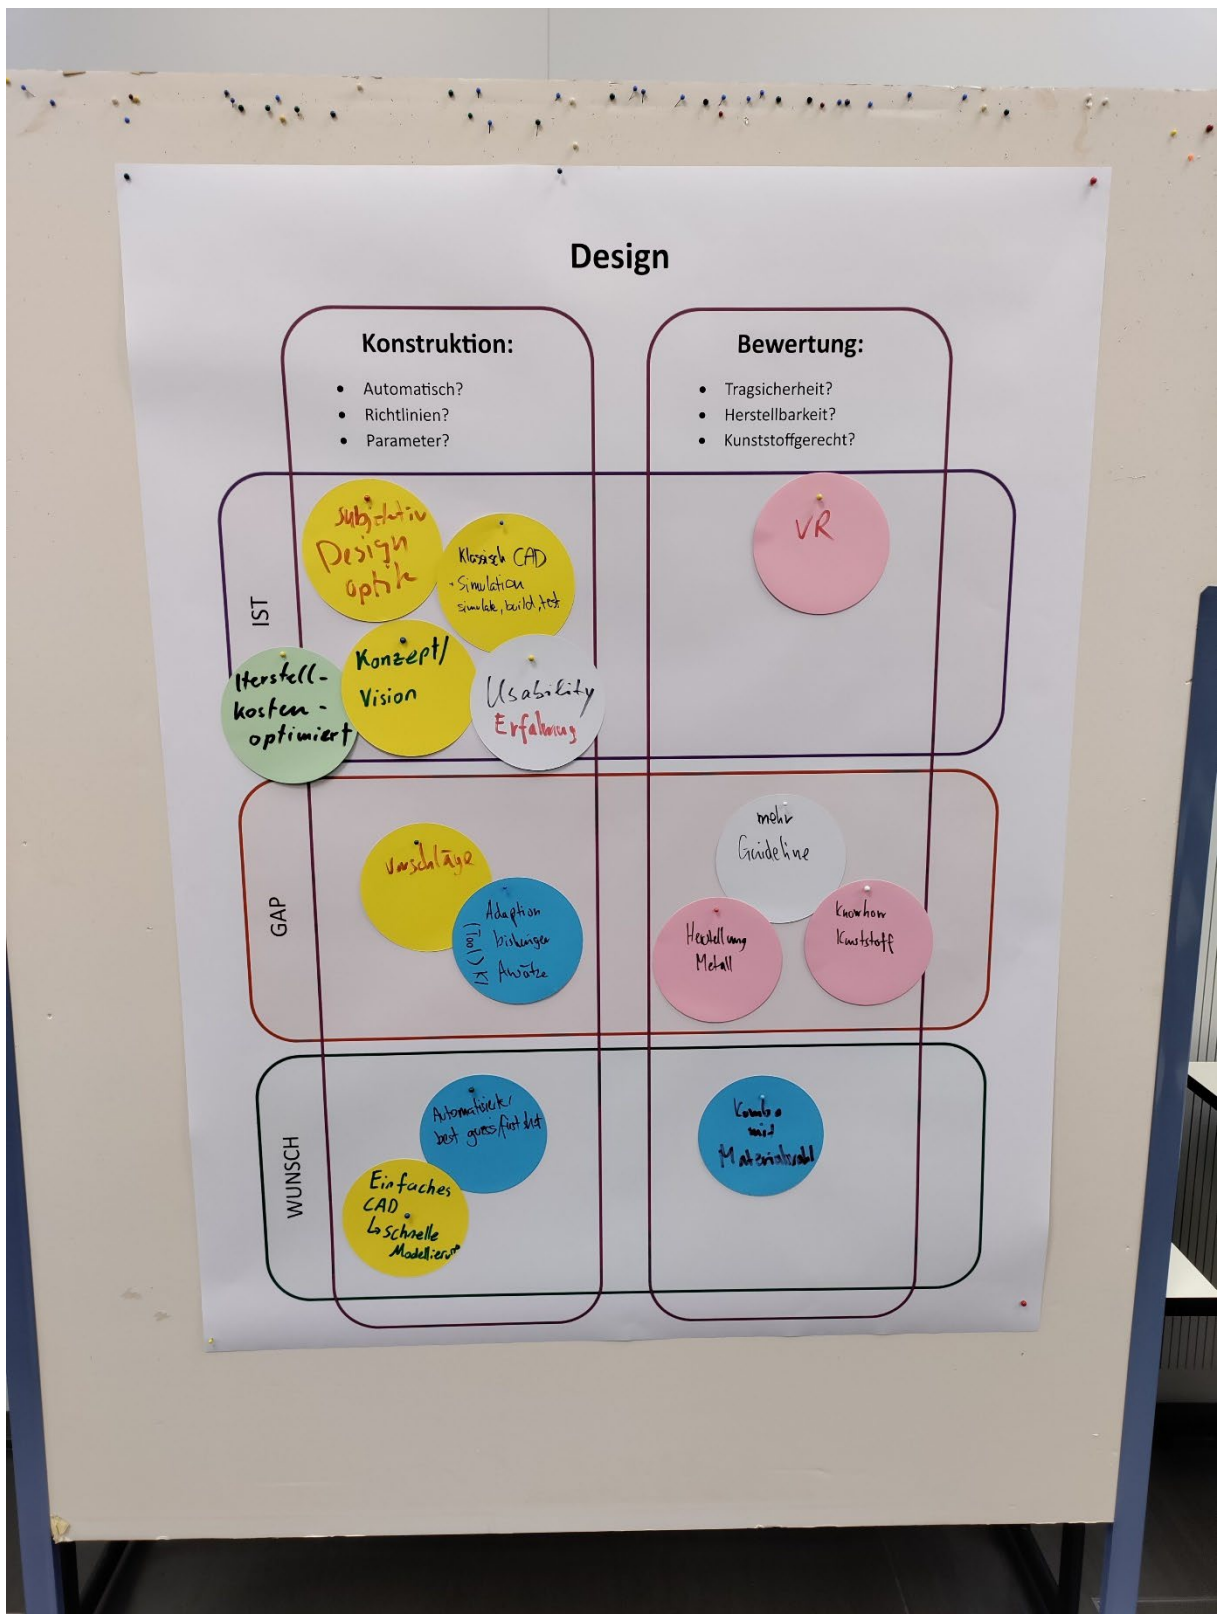 Design
Konstruktion:
• Automatisch?
• Richtlinien?
• Parameter?
Bewertung:
• Tragsicherheit?
• Herstellbarkeit?
• Kunststoffgerecht?
IST
Subjektiv
Design
optik
Klassisch CAD
- Simulation
simulate, build, test
Herstell-
kosten-
optimiert
Konzept/
Vision
Usability
Erfahrung
VR
GAP
Vorschläge
Adaption
bisheriger
Ansätze
(Tool) KI
mehr
Guideline
Herstellung
Metall
Knowhow
Kunststoff
WUNSCH
Automatisierter
best guess/first shot
Einfaches
CAD
↳ schnelle
Modellierung
Kombo
mit
Materialwahl